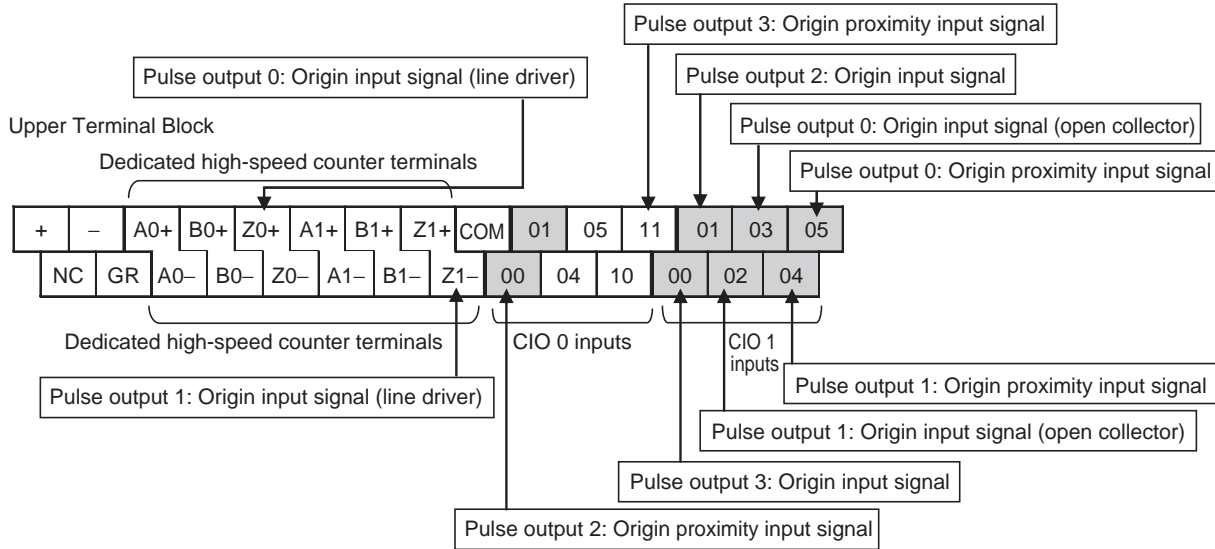 Pulse output 3: Origin proximity input signal
Pulse output 2: Origin input signal
Pulse output 0: Origin input signal (line driver)
Upper Terminal Block
Pulse output 0: Origin input signal (open collector)
Dedicated high-speed counter terminals
Pulse output 0: Origin proximity input signal
+ − A0+ B0+ Z0+ A1+ B1+ Z1+ COM 01 05 11 01 03 05
NC GR A0− B0− Z0− A1− B1− Z1− 00 04 10 00 02 04
Dedicated high-speed counter terminals
CIO 0 inputs
CIO 1
inputs
Pulse output 1: Origin input signal (line driver)
Pulse output 1: Origin proximity input signal
Pulse output 1: Origin input signal (open collector)
Pulse output 3: Origin input signal
Pulse output 2: Origin proximity input signal